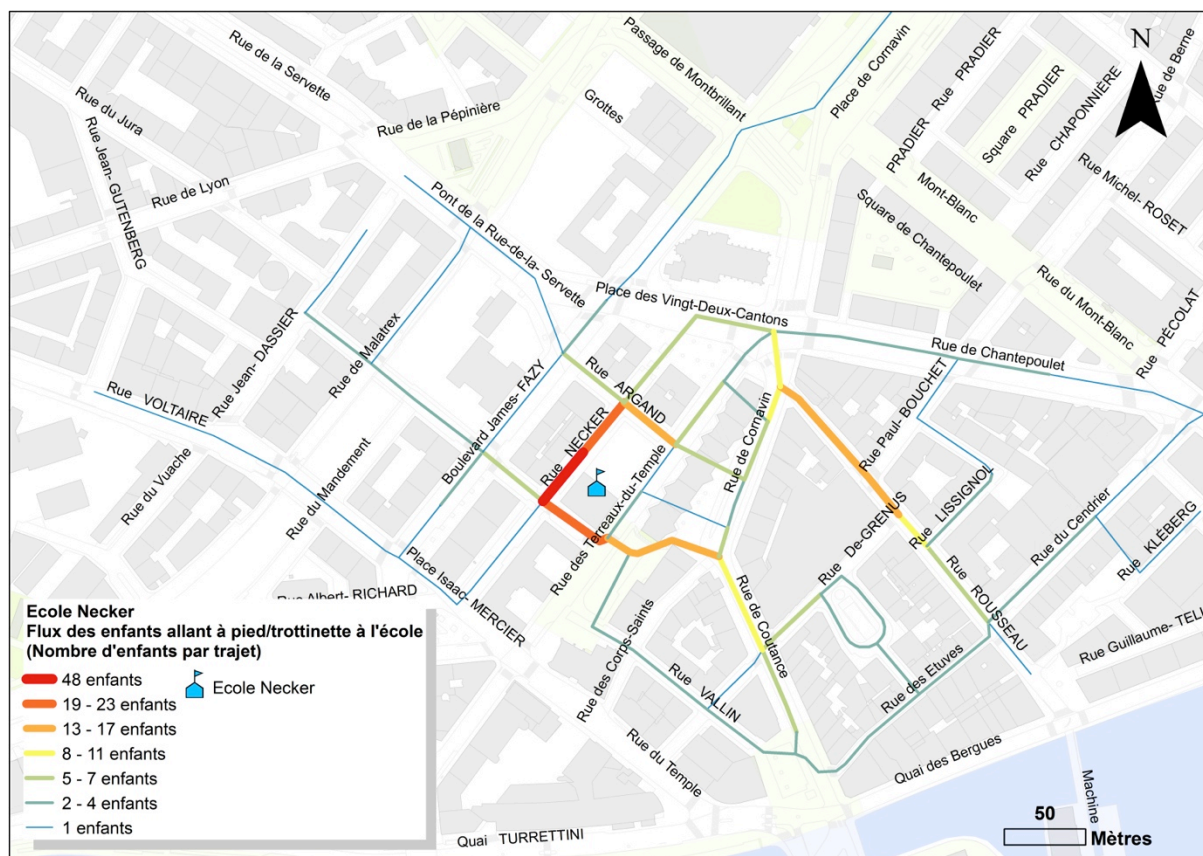 Rue de la Servette
Passage de Montbrillant
Place de Cornavin
Rue PRADIER
PRADIER
Square PRADIER
Rue CHAPONNIÈRE
Rue de Berne
N
Rue du Jura
Rue Jean- GUTENBERG
Rue de la Pépinière
Grottes
Rue de Lyon
Pont de la Rue-de-la- Servette
Mont-Blanc
Rue Michel- ROSET
Square de Chantepoulet
Rue du Mont-Blanc
Rue PÉCOLAT
Place des Vingt-Deux-Cantons
Rue de Chantepoulet
Rue Jean- DASSIER
Rue de Malatrex
Rue VOLTAIRE
Boulevard James- FAZY
Rue ARGAND
Rue NECKER
Rue de Cornavin
Rue Paul- BOUCHET
Rue du Vuache
Rue du Mandement
Rue des Terreaux-du-Temple
Rue De-GRENUS
Rue LISSIGNOL
Rue du Cendrier
Rue KLÉBERG
Place Isaac- MERCIER
Rue Albert- RICHARD
Rue des Corps-Saints
Rue VALLIN
Rue de Coutance
Rue des Etuves
Rue ROUSSEAU
Rue Guillaume- TELL
Rue du Temple
Quai des Bergues
Machine
Quai TURRETTINI
Ecole Necker
Flux des enfants allant à pied/trottinette à l'école
(Nombre d'enfants par trajet)
48 enfants
Ecole Necker
19 - 23 enfants
13 - 17 enfants
8 - 11 enfants
5 - 7 enfants
2 - 4 enfants
1 enfants
50
Mètres